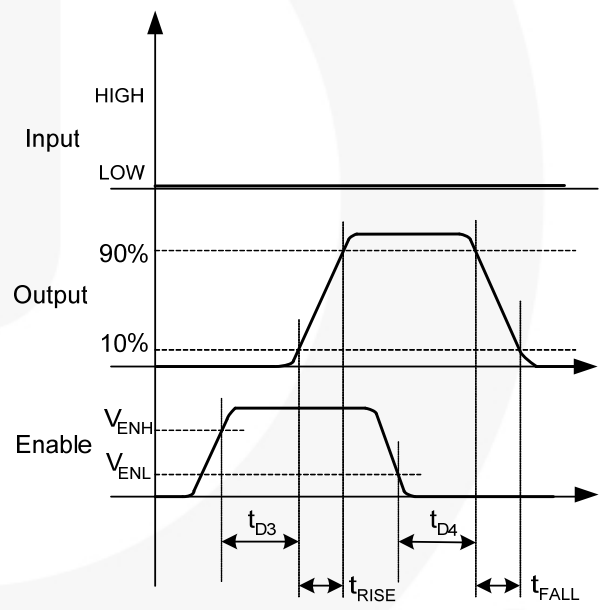 HIGH
Input
LOW
90%
Output
10%
VENH
Enable
VENL
tD3
tD4
tRISE
tFALL